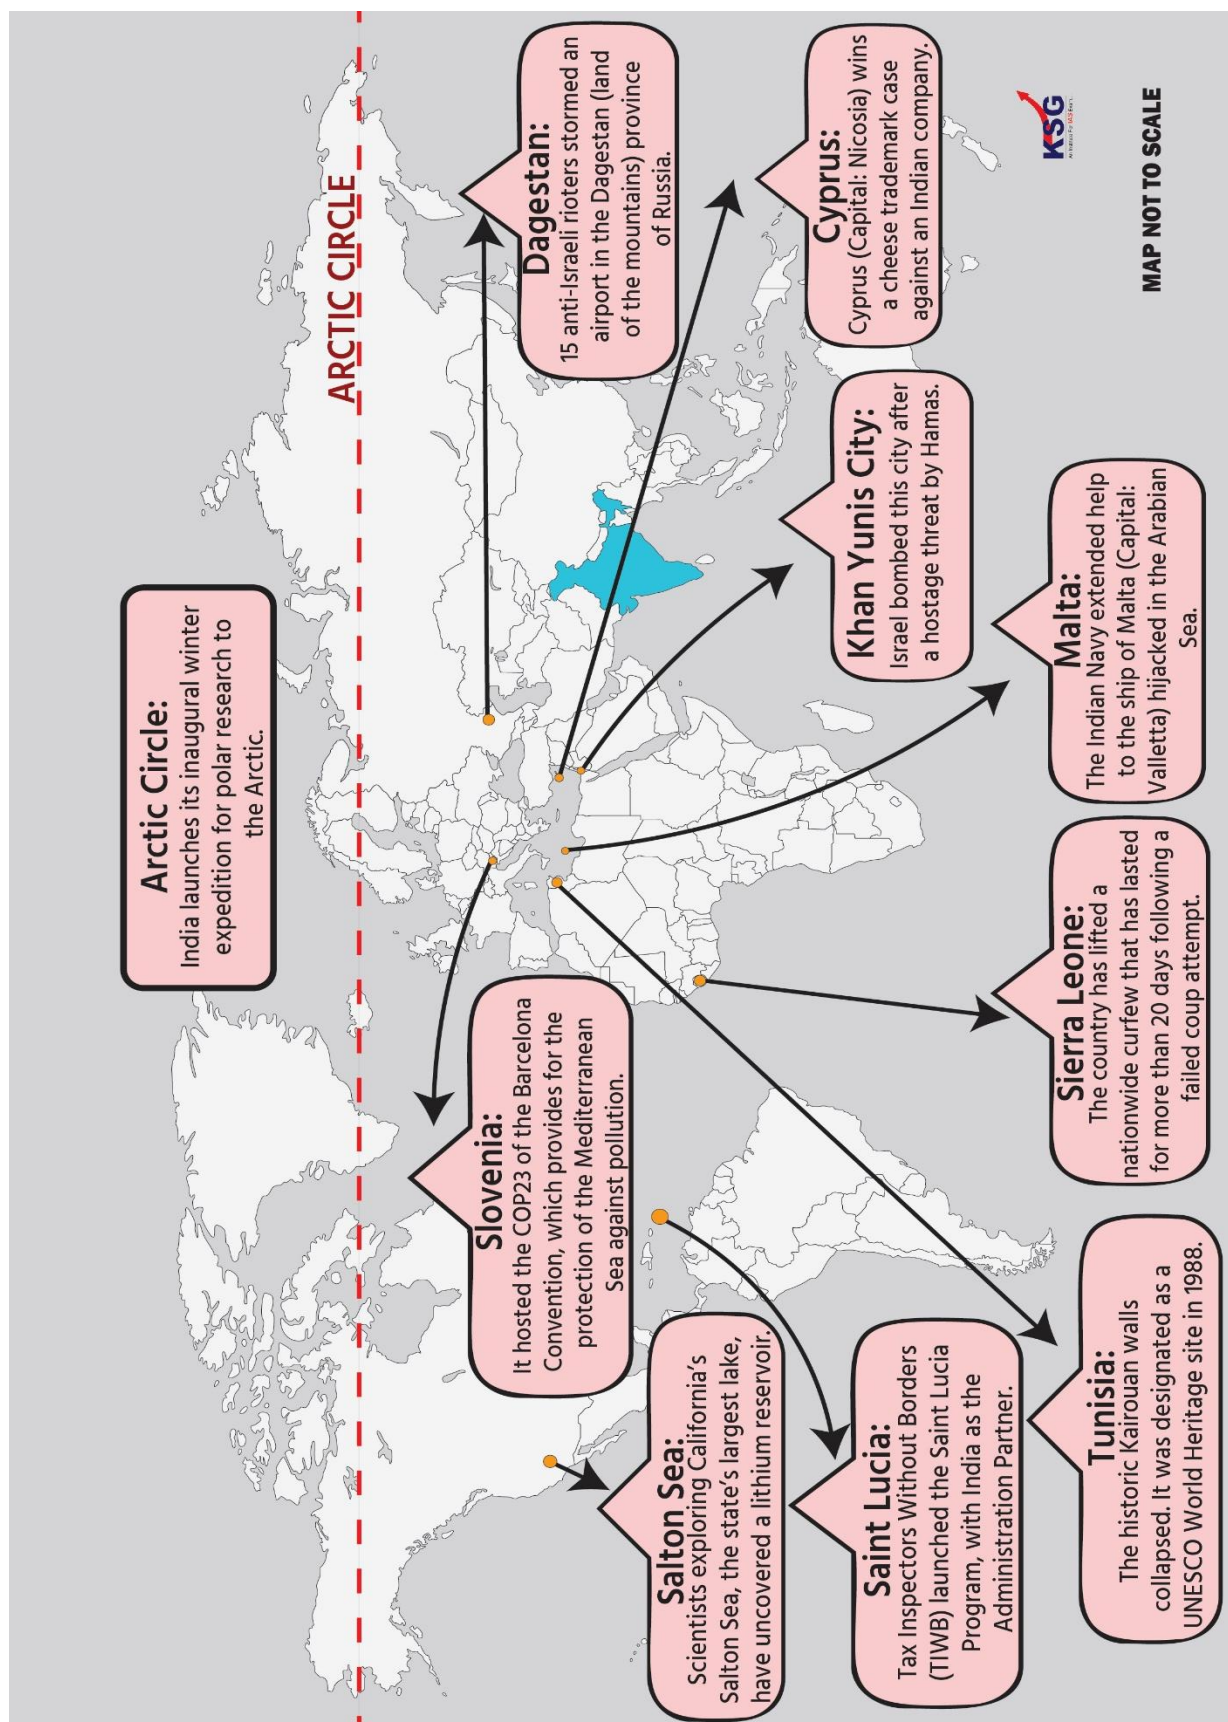 Arctic Circle:
India launches its inaugural winter
expedition for polar research to
the Arctic.
ARCTIC CIRCLE
Slovenia:
It hosted the COP23 of the Barcelona
Convention, which provides for the
protection of the Mediterranean
Sea against pollution.
Dagestan:
15 anti-Israeli rioters stormed an
airport in the Dagestan (land
of the mountains) province
of Russia.
Salton Sea:
Scientists exploring California's
Salton Sea, the state's largest lake,
have uncovered a lithium reservoir.
Cyprus:
Cyprus (Capital: Nicosia) wins
a cheese trademark case
against an Indian company.
Khan Yunis City:
Israel bombed this city after
a hostage threat by Hamas.
Saint Lucia:
Tax Inspectors Without Borders
(TIWB) launched the Saint Lucia
Program, with India as the
Administration Partner.
Tunisia:
The historic Kairouan walls
collapsed. It was designated as a
UNESCO World Heritage site in 1988.
Sierra Leone:
The country has lifted a
nationwide curfew that has lasted
for more than 20 days following a
failed coup attempt.
Malta:
The Indian Navy extended help
to the ship of Malta (Capital:
Valletta) hijacked in the Arabian
Sea.
KSG
MAP NOT TO SCALE